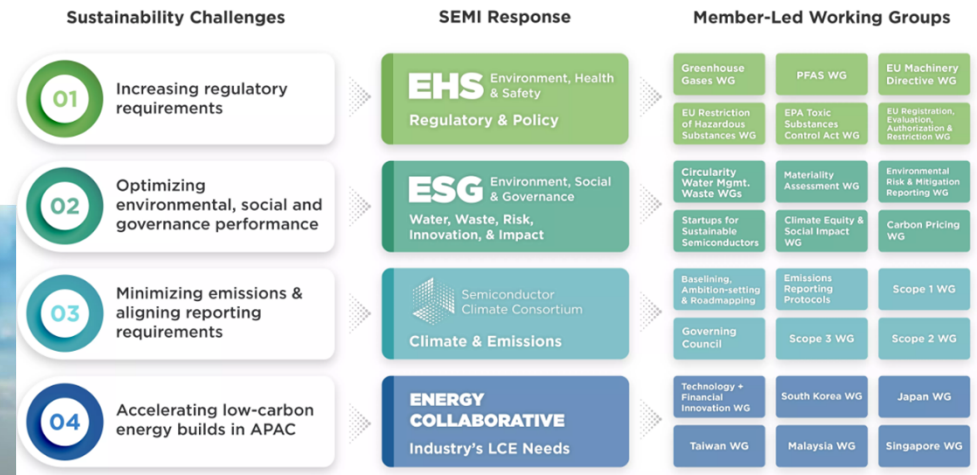 Sustainability Challenges
SEMI Response
Member-Led Working Groups
01
Increasing regulatory
requirements
EHS
Environment, Health
& Safety
Regulatory & Policy
Greenhouse
Gases WG
PFAS WG
EU Machinery
Directive WG
EU Restriction
of Hazardous
Substances WG
EPA Toxic
Substances
Control Act WG
EU Registration,
Evaluation,
Authorization &
Restriction WG
02
Optimizing
environmental, social and
governance performance
ESG
Environment, Social
& Governance
Water, Waste, Risk,
Innovation, & Impact
Circularity
Water Mgmt.
Waste WGs
Materiality
Assessment WG
Environmental
Risk & Mitigation
Reporting WG
Startups for
Sustainable
Semiconductors
Climate Equity &
Social Impact
WG
Carbon Pricing
WG
03
Minimizing emissions &
aligning reporting
requirements
Semiconductor
Climate Consortium
Climate & Emissions
Baselining,
Ambition-setting
& Roadmapping
Emissions
Reporting
Protocols
Scope 1 WG
Governing
Council
Scope 3 WG
Scope 2 WG
04
Accelerating low-carbon
energy builds in APAC
ENERGY
COLLABORATIVE
Industry's LCE Needs
Technology +
Financial
Innovation WG
South Korea WG
Japan WG
Taiwan WG
Malaysia WG
Singapore WG